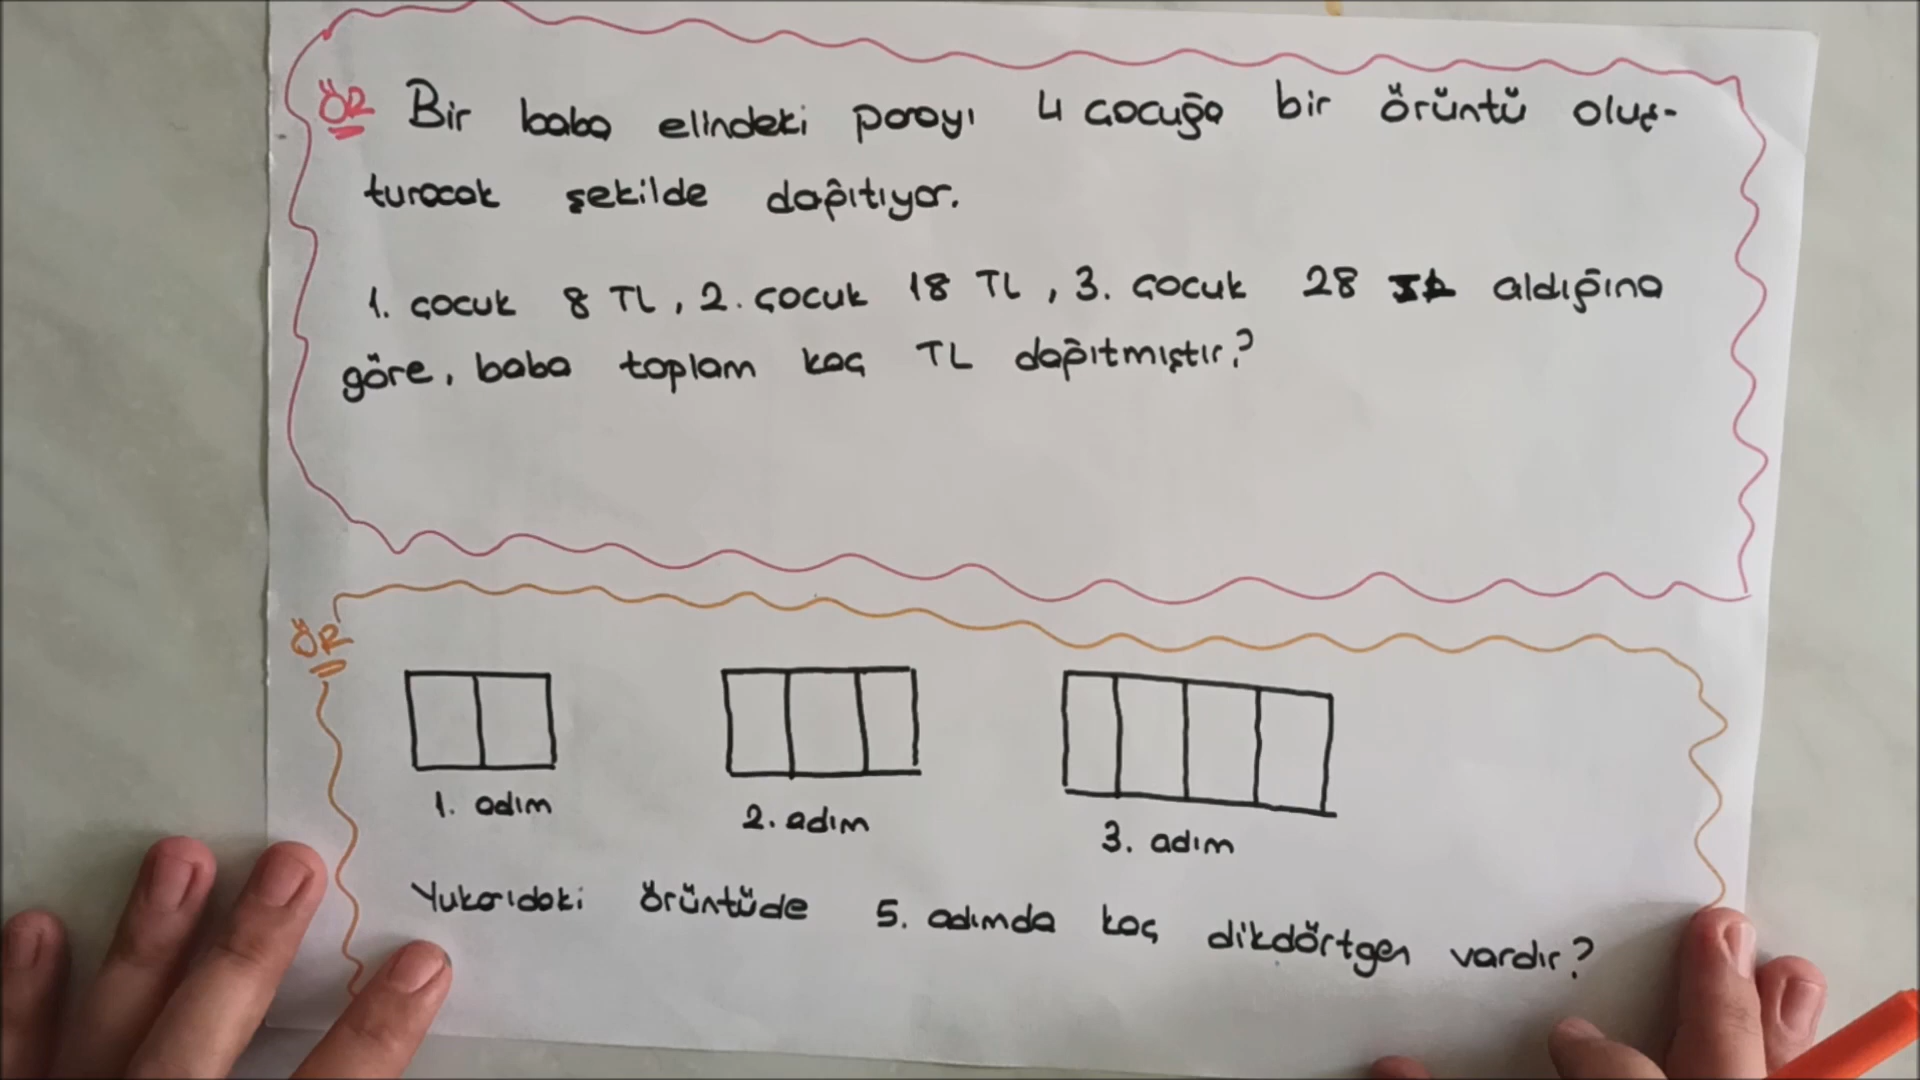 ÖR Bir baba elindeki parayı 4 çocuğa bir örüntü oluş-
turacak şekilde dağıtıyor.
1. çocuk 8 TL, 2. çocuk 18 TL, 3. çocuk 28 TL aldığına
göre, baba toplam kaç TL dağıtmıştır?
ÖR
1. adım 2. adım 3. adım
Yukarıdaki örüntüde 5. adımda kaç dikdörtgen vardır?